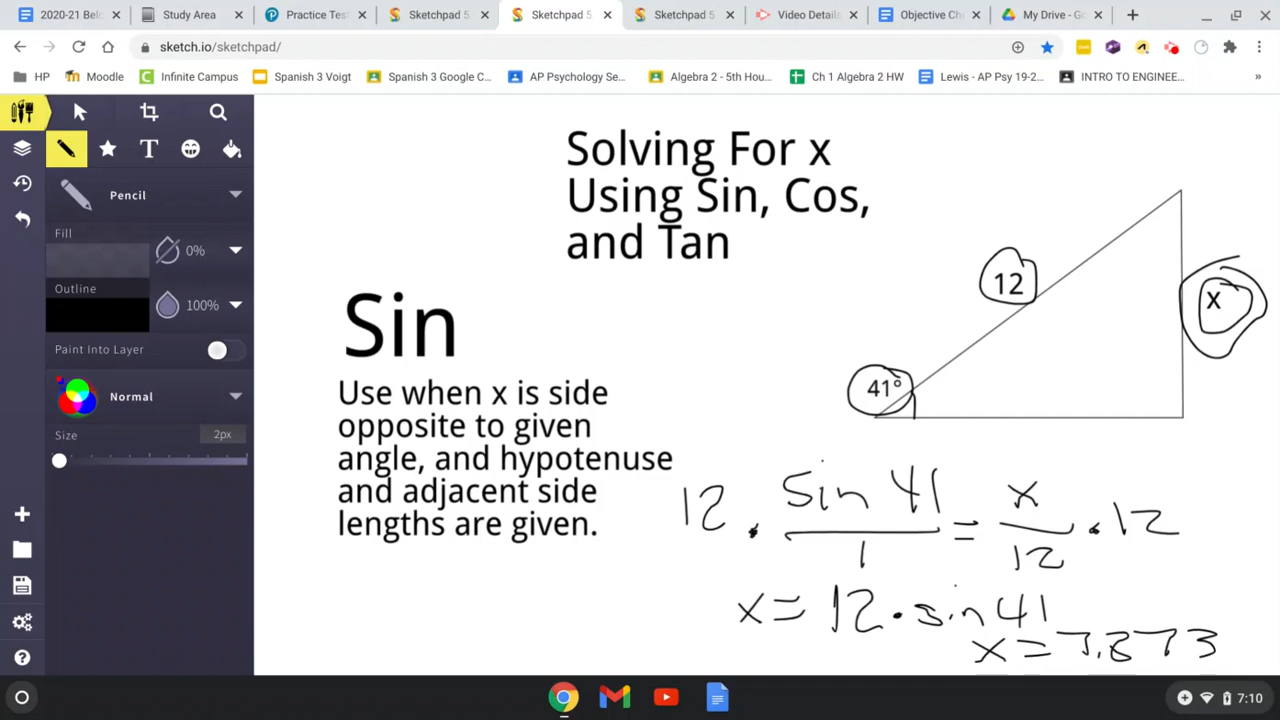 2020-21 Belo
Study Area
Practice Tes
Sketchpad 5
Sketchpad 5
Sketchpad 5
Video Details
Objective Ch
My Drive - Go
sketch.io/sketchpad/
HP
Moodle
Infinite Campus
Spanish 3 Voigt
Spanish 3 Google C...
AP Psychology Se...
Algebra 2 - 5th Hou...
Ch 1 Algebra 2 HW
Lewis - AP Psy 19-2...
INTRO TO ENGINEE...
»
Pencil
Fill
0%
Outline
100%
Paint Into Layer
Normal
Size
2px
Solving For x
Using Sin, Cos,
and Tan
Sin
Use when x is side
opposite to given
angle, and hypotenuse
and adjacent side
lengths are given.
12
x
41°
12 · sin 41 / 1 = x / 12 · 12
x = 12 · sin 41
x = 7.873
7:10